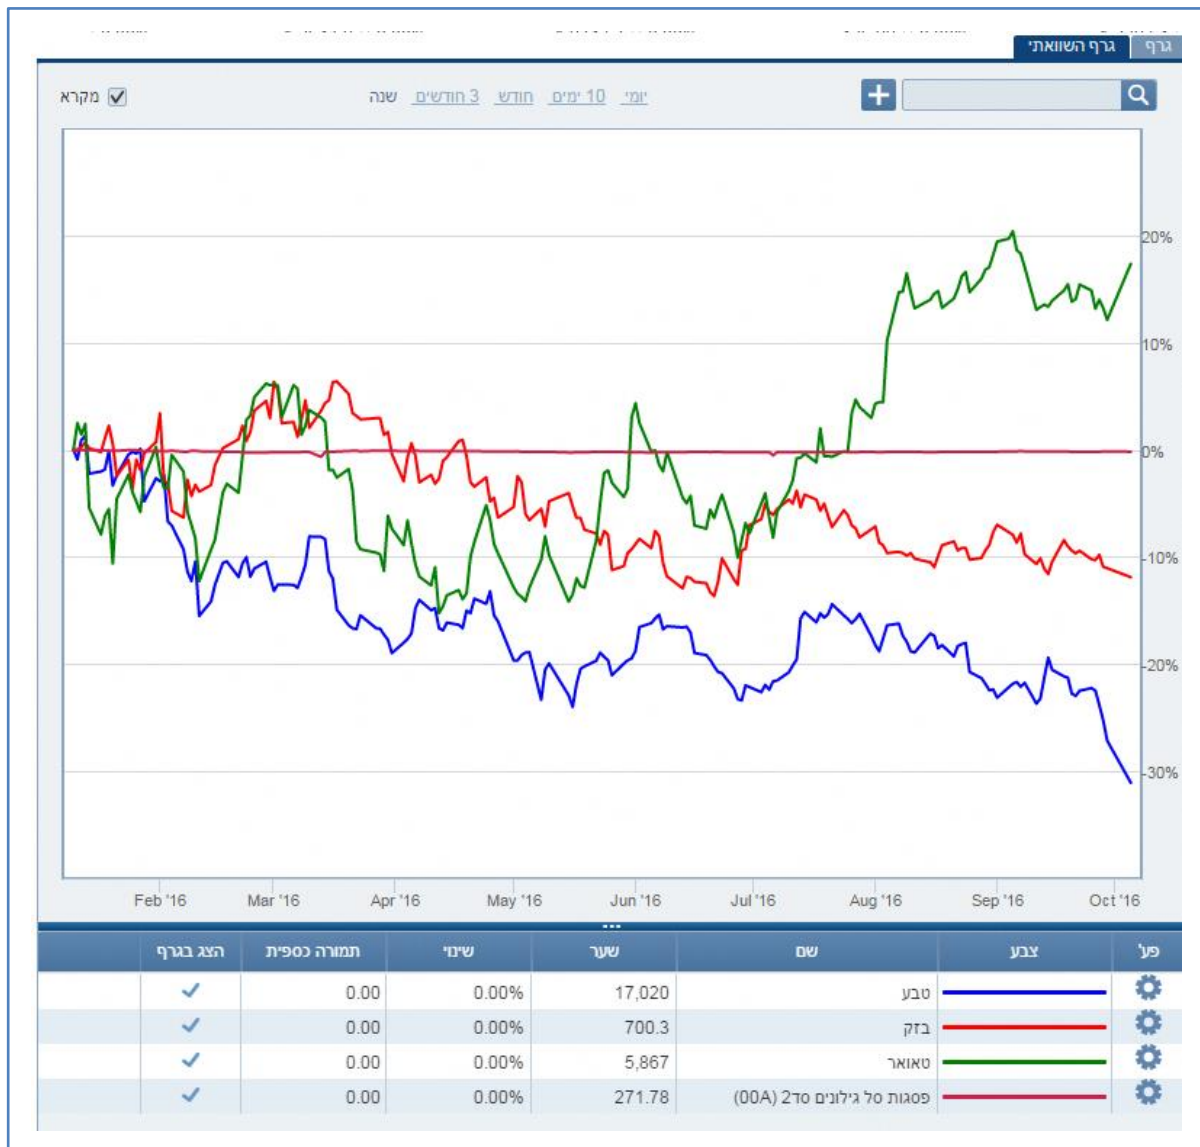 גרף גרף השוואתי
יומי 10 ימים חודש 3 חודשים שנה מקרא
20%
10%
0%
-10%
-20%
-30%
Feb '16 Mar '16 Apr '16 May '16 Jun '16 Jul '16 Aug '16 Sep '16 Oct '16
פע' צבע שם שער שינוי תמורה כספית הצג בגרף
טבע 17,020 0.00% 0.00
בזק 700.3 0.00% 0.00
טאואר 5,867 0.00% 0.00
פסגות סל גילונים סד2 (00A) 271.78 0.00% 0.00